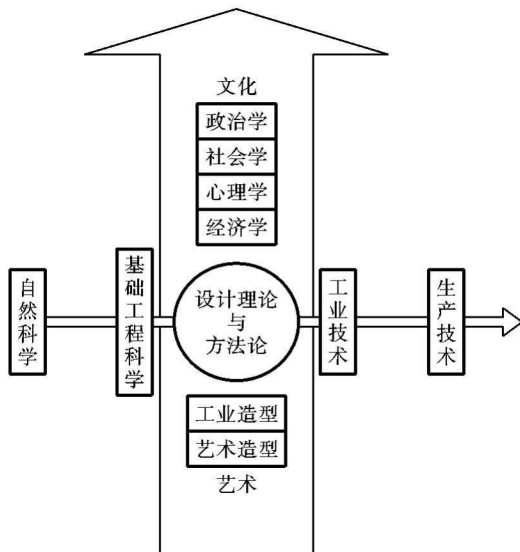 文化
政治学
社会学
心理学
经济学
自然科学
基础工程科学
设计理论
与
方法论
工业技术
生产技术
工业造型
艺术造型
艺术